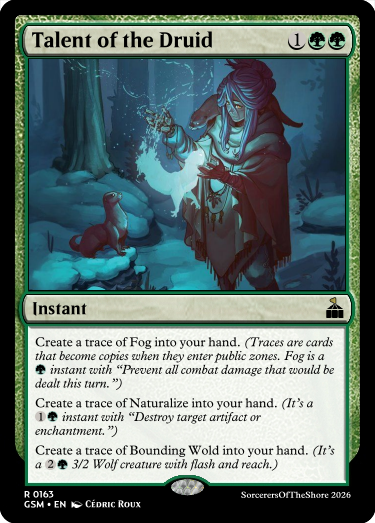 Talent of the Druid 1
Instant
Create a trace of Fog into your hand. (Traces are cards
that become copies when they enter public zones. Fog is a
instant with “Prevent all combat damage that would be
dealt this turn.”)
Create a trace of Naturalize into your hand. (It’s a
1 instant with “Destroy target artifact or
enchantment.”)
Create a trace of Bounding Wold into your hand. (It’s
a 2 3/2 Wolf creature with flash and reach.)
R 0163
GSM • EN Cédric Roux
SorcerersOfTheShore 2026